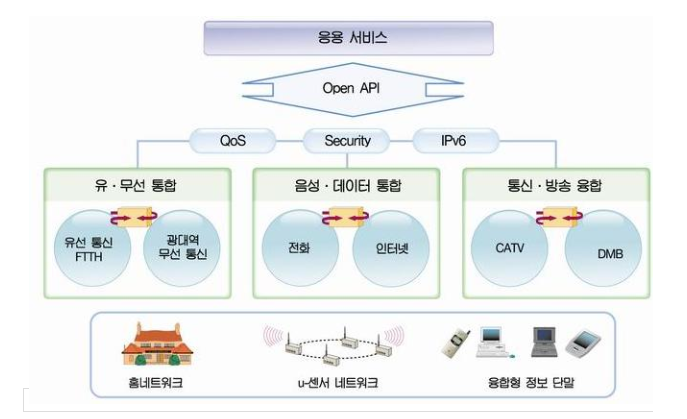 응용 서비스
Open API
QoS
Security
IPv6
유·무선 통합
음성·데이터 통합
통신·방송 융합
유선 통신
FTTH
광대역
무선 통신
전화
인터넷
CATV
DMB
홈네트워크
u-센서 네트워크
융합형 정보 단말